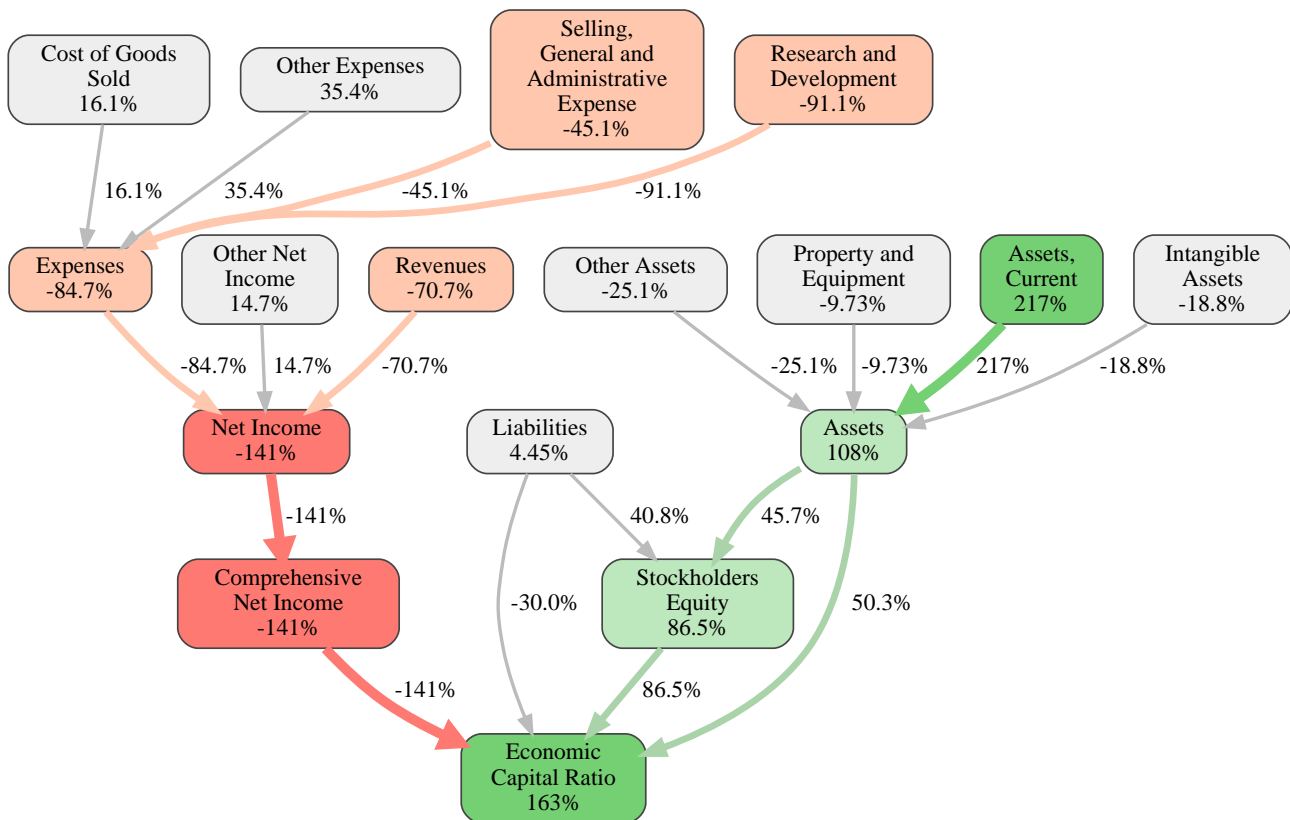 Cost of Goods
Sold
16.1%
Other Expenses
35.4%
Selling,
General and
Administrative
Expense
-45.1%
Research and
Development
-91.1%
16.1%
35.4%
-45.1%
-91.1%
Expenses
-84.7%
Other Net
Income
14.7%
Revenues
-70.7%
Other Assets
-25.1%
Property and
Equipment
-9.73%
Assets,
Current
217%
Intangible
Assets
-18.8%
-84.7%
14.7%
-70.7%
-25.1%
-9.73%
217%
-18.8%
Net Income
-141%
Liabilities
4.45%
Assets
108%
-141%
40.8%
45.7%
Comprehensive
Net Income
-141%
-30.0%
Stockholders
Equity
86.5%
50.3%
-141%
86.5%
Economic
Capital Ratio
163%